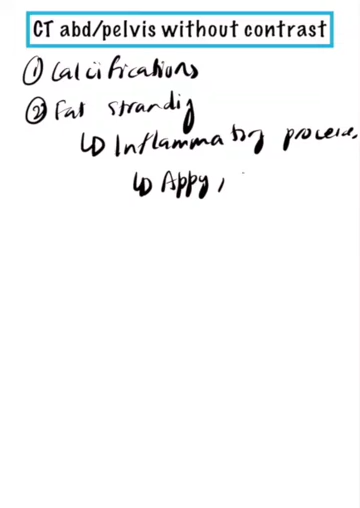 CT abd/pelvis without contrast
① Calcifications
② Fat stranding
↳ Inflammatory process,
↳ Appy,